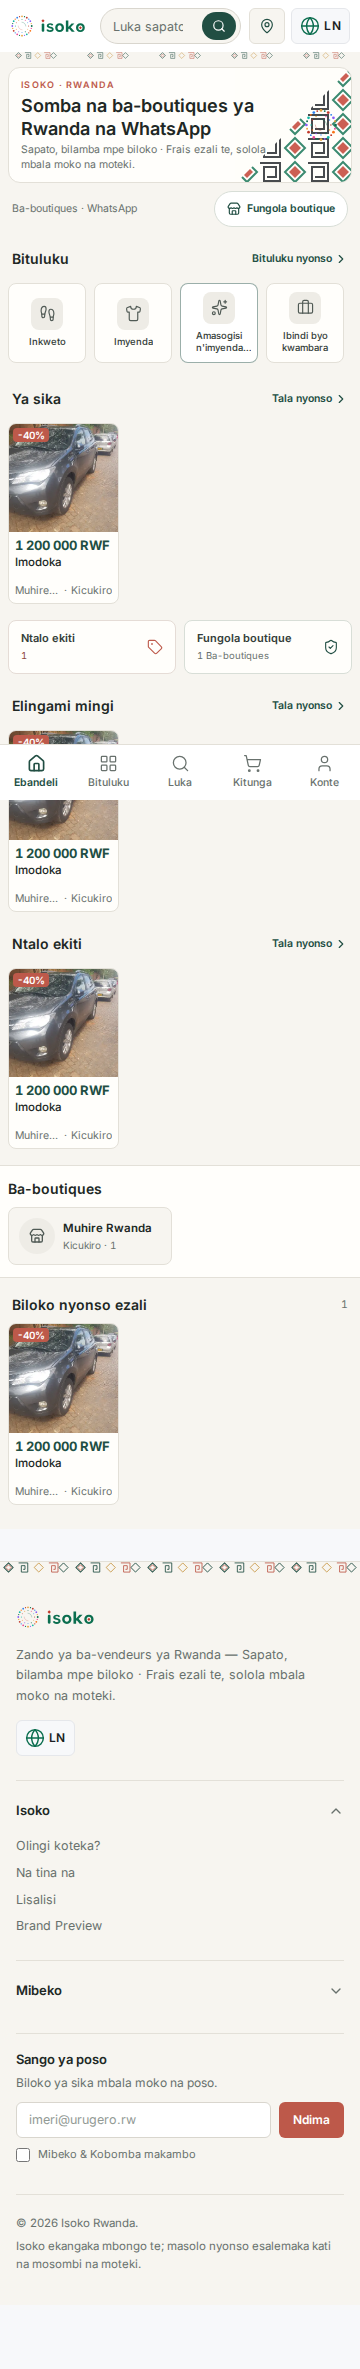 isoko
Luka sapato
LN
ISOKO · RWANDA
Somba na ba-boutiques ya
Rwanda na WhatsApp
Sapato, bilamba mpe biloko · Frais ezali te, solola
mbala moko na moteki.
Ba-boutiques · WhatsApp
Fungola boutique
Bituluku
Bituluku nyonso
Inkweto
Imyenda
Amasogisi
n'imyenda...
Ibindi byo
kwambara
Ya sika
Tala nyonso
-40%
1 200 000 RWF
Imodoka
Muhire... · Kicukiro
Ntalo ekiti
1
Fungola boutique
1 Ba-boutiques
Elingami mingi
Tala nyonso
-40%
Ebandeli
Bituluku
Luka
Kitunga
Konte
1 200 000 RWF
Imodoka
Muhire... · Kicukiro
Ntalo ekiti
Tala nyonso
-40%
1 200 000 RWF
Imodoka
Muhire... · Kicukiro
Ba-boutiques
Muhire Rwanda
Kicukiro · 1
Biloko nyonso ezali
1
-40%
1 200 000 RWF
Imodoka
Muhire... · Kicukiro
isoko
Zando ya ba-vendeurs ya Rwanda — Sapato,
bilamba mpe biloko · Frais ezali te, solola mbala
moko na moteki.
LN
Isoko
Olingi koteka?
Na tina na
Lisalisi
Brand Preview
Mibeko
Sango ya poso
Biloko ya sika mbala moko na poso.
imeri@urugero.rw
Ndima
Mibeko & Kobomba makambo
© 2026 Isoko Rwanda.
Isoko ekangaka mbongo te; masolo nyonso esalemaka kati
na mosombi na moteki.